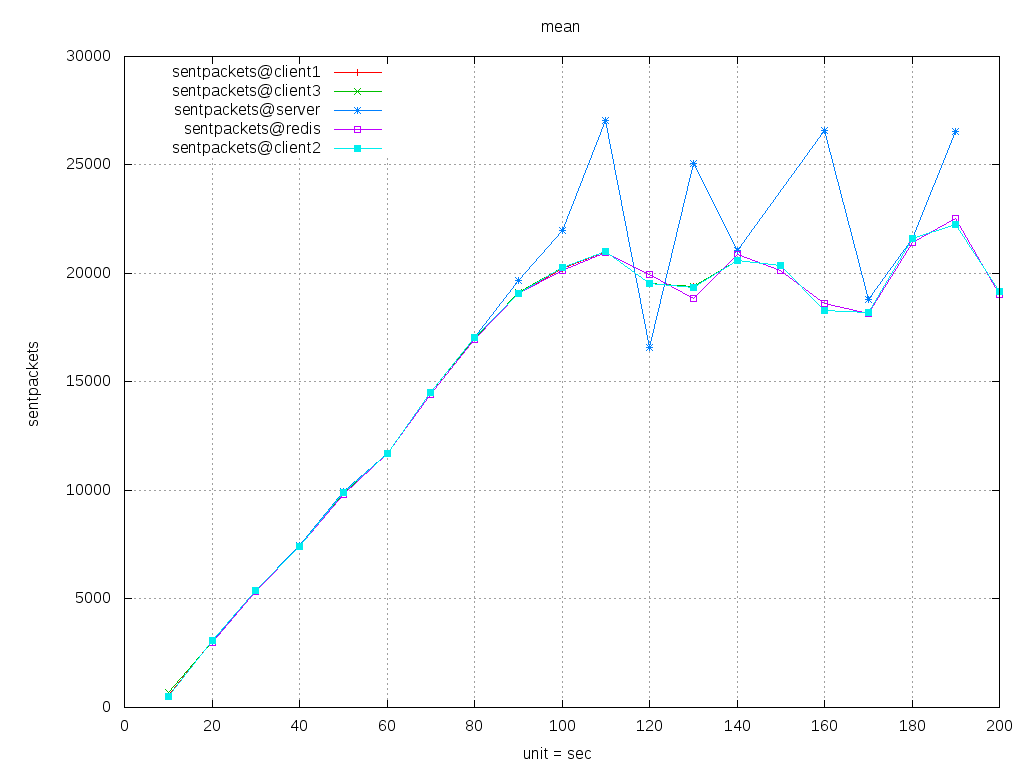 mean
30000
25000
20000
15000
10000
5000
0
sentpackets
sentpackets@client1
sentpackets@client3
sentpackets@server
sentpackets@redis
sentpackets@client2
0 20 40 60 80 100 120 140 160 180 200
unit = sec